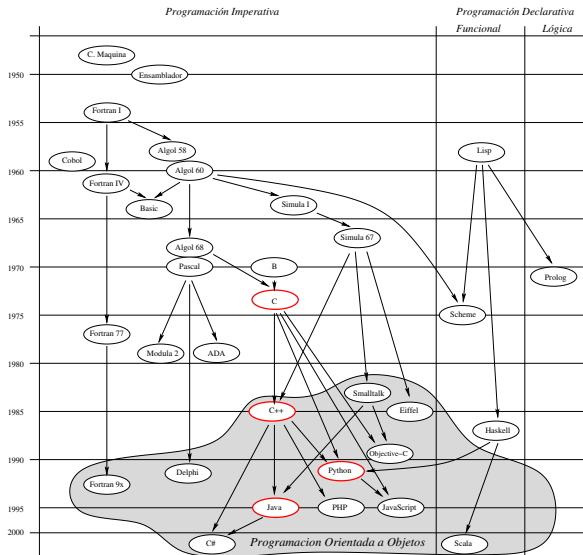 Programación Imperativa
Programación Declarativa
Funcional
Lógica
C. Maquina
1950
Ensamblador
1955
Fortran I
Algol 58
Cobol
Lisp
1960
Algol 60
Fortran IV
Basic
Simula I
1965
Simula 67
Algol 68
1970
Pascal
B
Prolog
C
1975
Scheme
Fortran 77
Modula 2
ADA
1980
Smalltalk
1985
C++
Eiffel
Haskell
Objective-C
1990
Delphi
Python
Fortran 9x
1995
Java
PHP
JavaScript
2000
C#
Programacion Orientada a Objetos
Scala